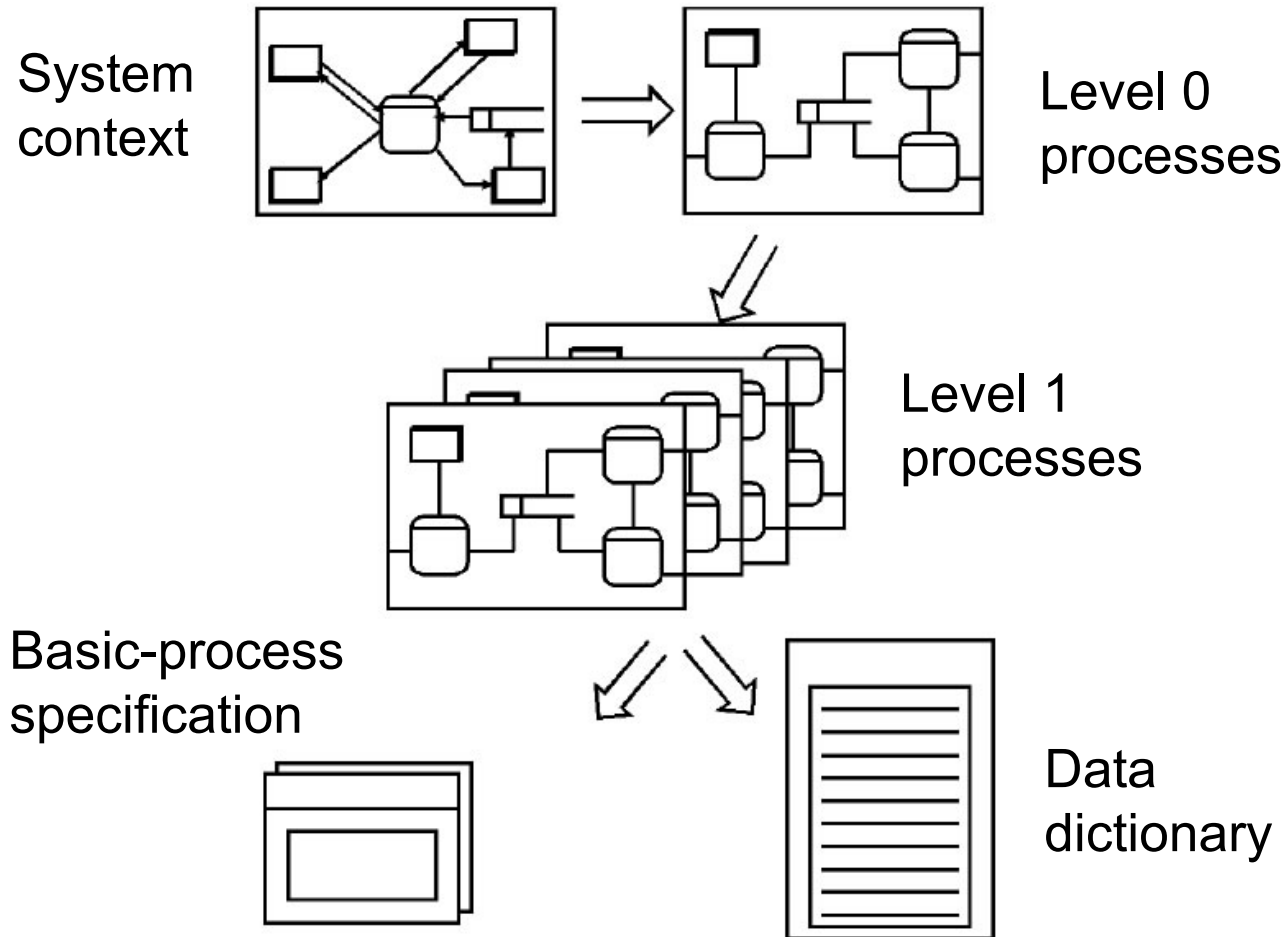 System
context
Level 0
processes
Level 1
processes
Basic-process
specification
Data
dictionary